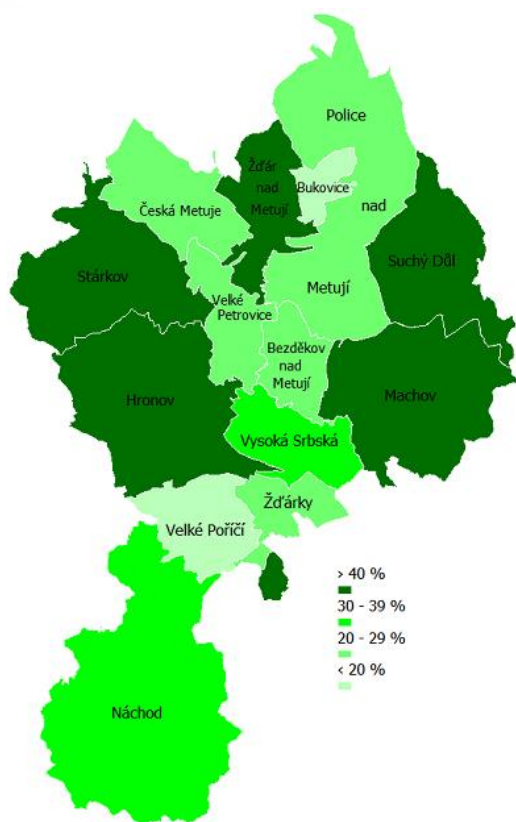 Police
Žďár
nad
Metují
Bukovice
nad
Česká Metuje
Suchý Důl
Stárkov
Metují
Velké
Petrovice
Bezděkov
nad
Metují
Hronov
Machov
Vysoká Srbská
Žďárky
Velké Poříčí
> 40 %
30 - 39 %
20 - 29 %
< 20 %
Náchod